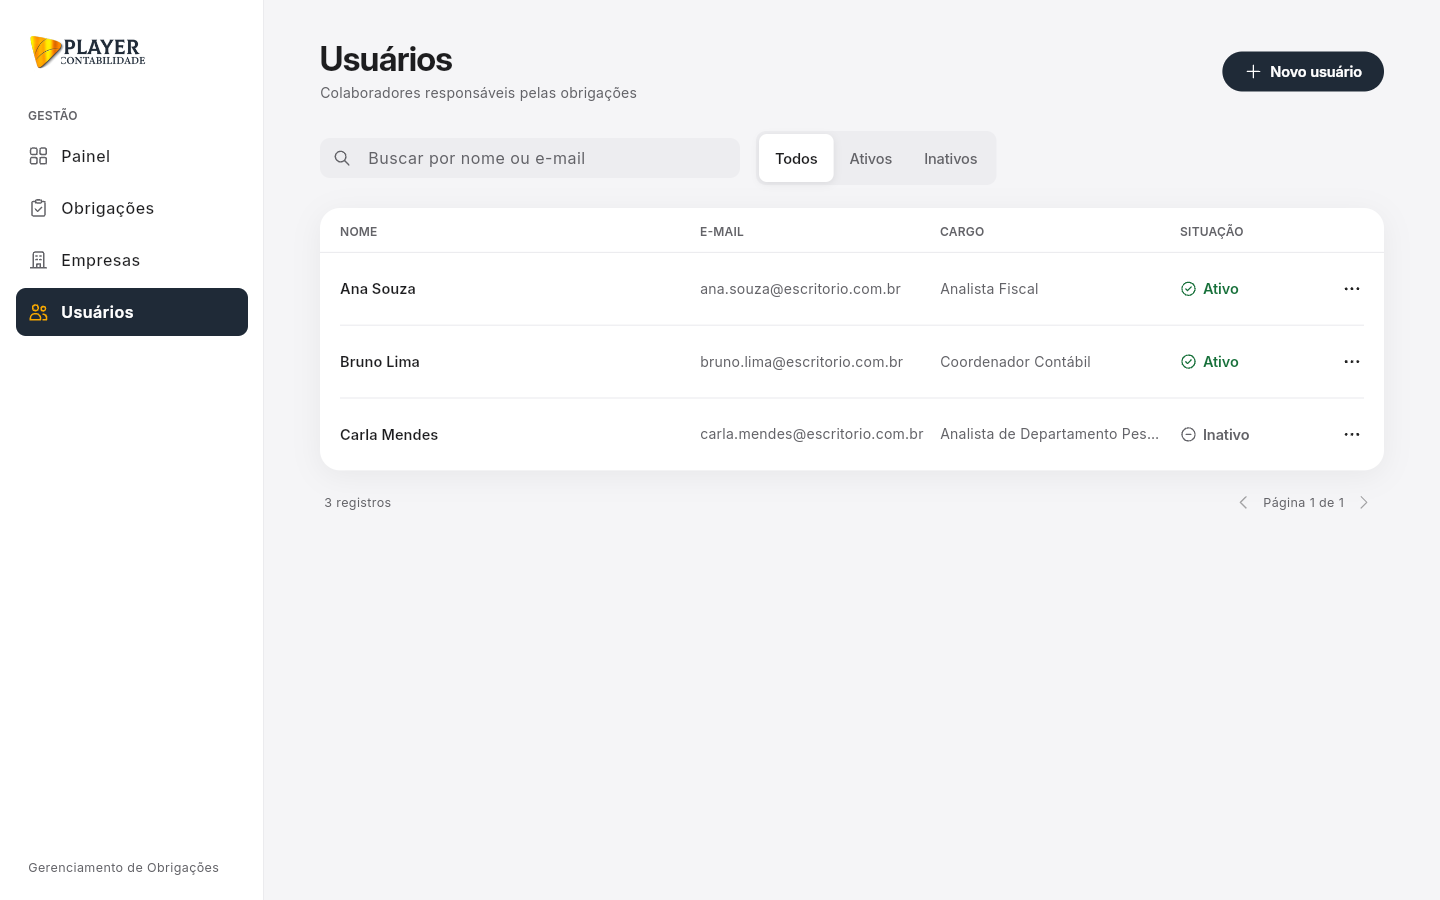 PLAYER
CONTABILIDADE
GESTÃO
Painel
Obrigações
Empresas
Usuários
Gerenciamento de Obrigações
Usuários
Colaboradores responsáveis pelas obrigações
Novo usuário
Buscar por nome ou e-mail
Todos Ativos Inativos
NOME E-MAIL CARGO SITUAÇÃO
Ana Souza ana.souza@escritorio.com.br Analista Fiscal Ativo
Bruno Lima bruno.lima@escritorio.com.br Coordenador Contábil Ativo
Carla Mendes carla.mendes@escritorio.com.br Analista de Departamento Pes... Inativo
3 registros Página 1 de 1